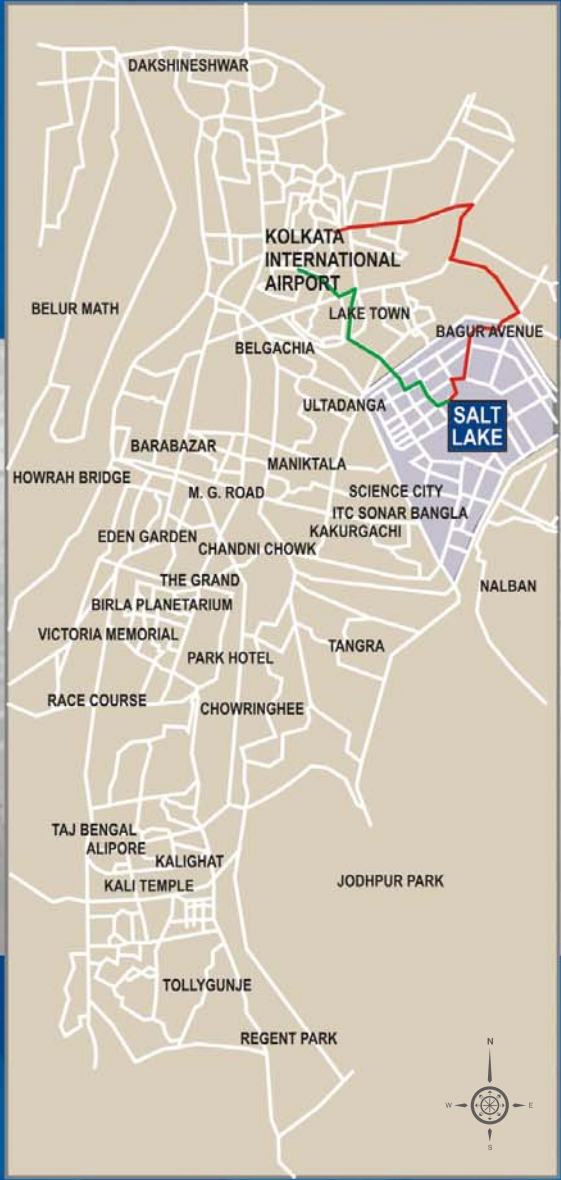 DAKSHINESHWAR
KOLKATA
INTERNATIONAL
AIRPORT
BELUR MATH
LAKE TOWN
BAGUR AVENUE
BELGACHIA
ULTADANGA
SALT
LAKE
BARABAZAR
MANIKTALA
HOWRAH BRIDGE
M. G. ROAD
SCIENCE CITY
ITC SONAR BANGLA
KAKURGACHI
EDEN GARDEN
CHANDNI CHOWK
THE GRAND
NALBAN
BIRLA PLANETARIUM
VICTORIA MEMORIAL
TANGRA
PARK HOTEL
RACE COURSE
CHOWRINGHEE
TAJ BENGAL
ALIPORE
KALIGHAT
KALI TEMPLE
JODHPUR PARK
TOLLYGUNJE
REGENT PARK
N
W
E
S